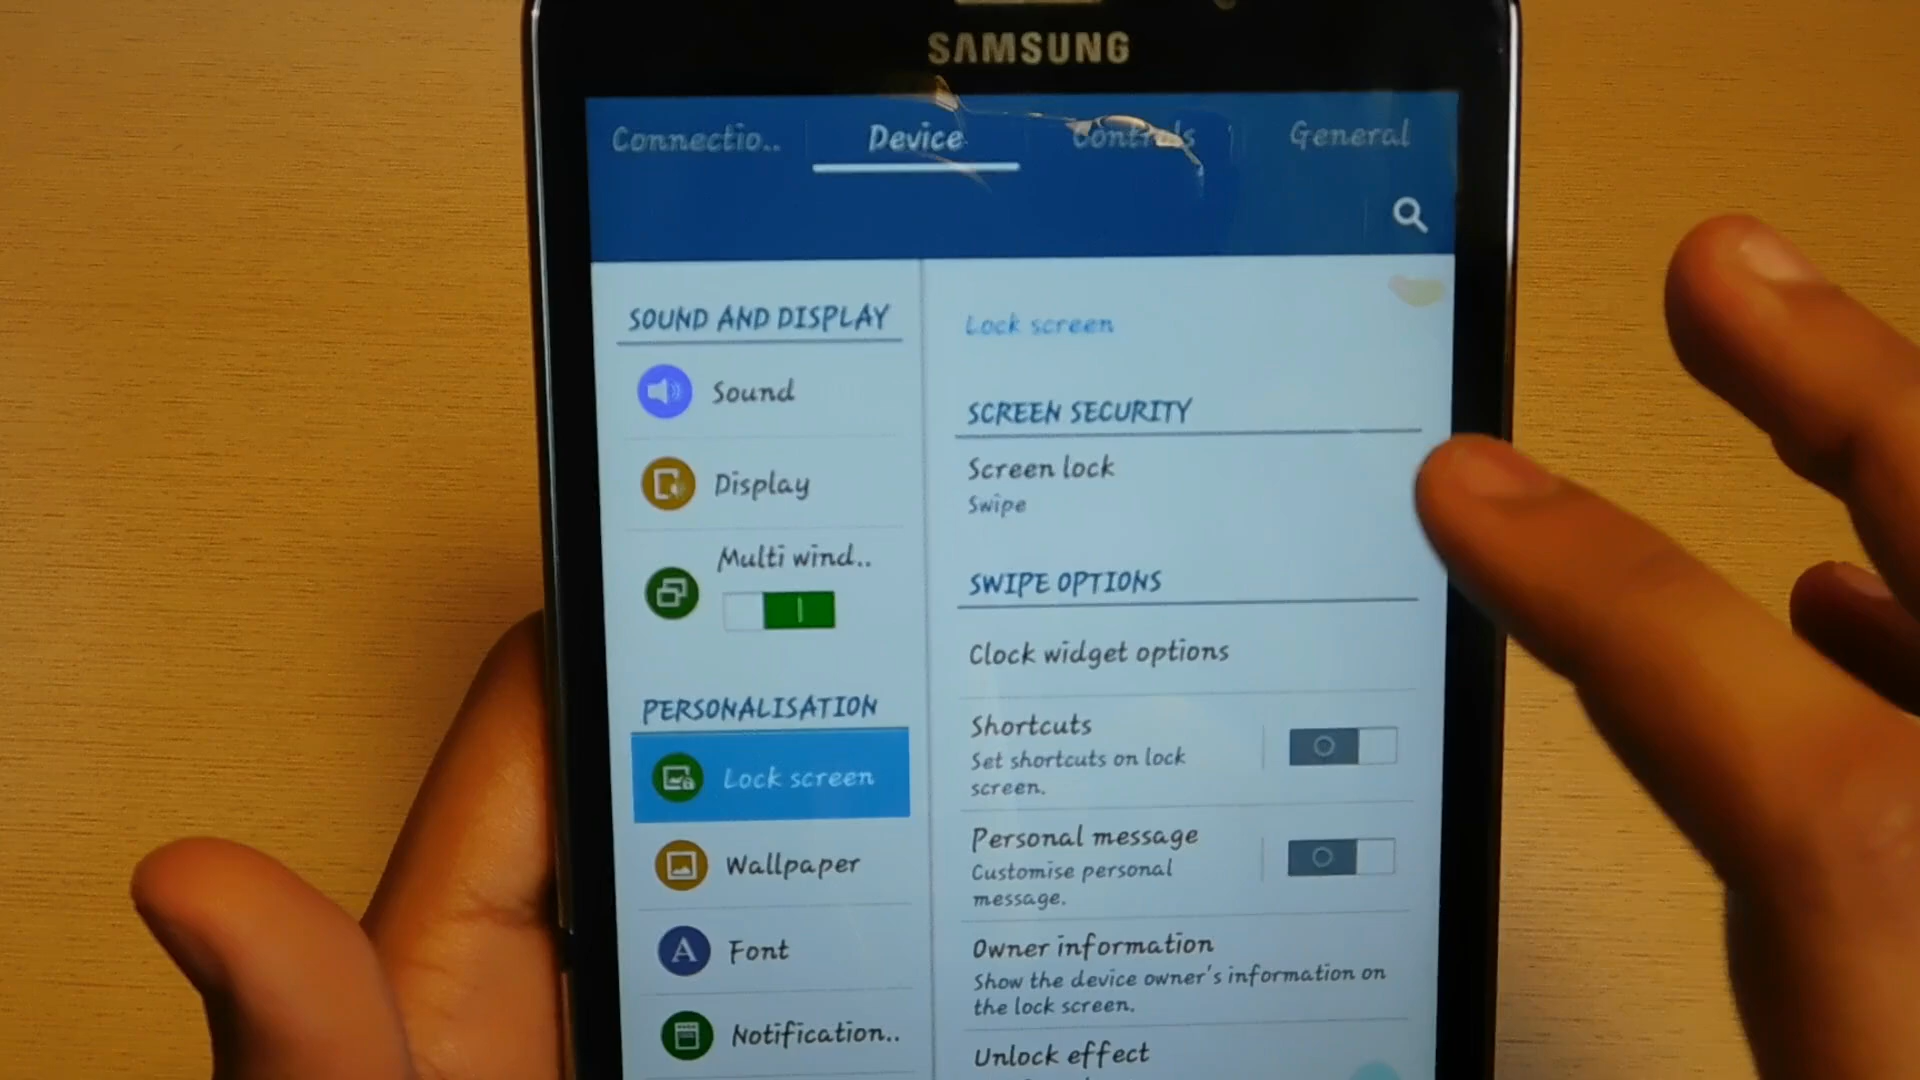 SAMSUNG
Connectio.. Device Controls General
SOUND AND DISPLAY
Sound
Display
Multi wind..
PERSONALISATION
Lock screen
Wallpaper
A Font
Notification..
Lock screen
SCREEN SECURITY
Screen lock
Swipe
SWIPE OPTIONS
Clock widget options
Shortcuts
Set shortcuts on lock
screen.
Personal message
Customise personal
message.
Owner information
Show the device owner's information on
the lock screen.
Unlock effect